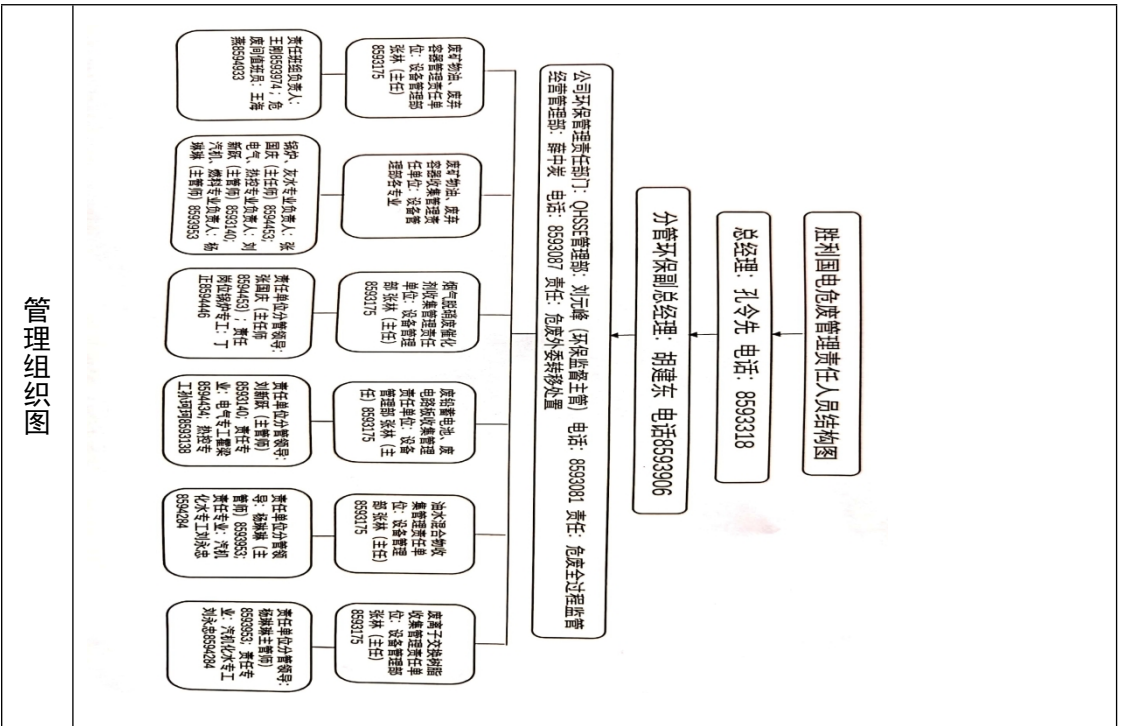 管理组织图
胜利国电危废管理责任人员结构图
总经理：孔令先 电话：8593318
分管环保副总经理：胡建东 电话8593906
公司环保管理责任部门：QHSSE管理部：刘元峰（环保监督主管） 电话：8593081 责任：危废全过程监管
经营管理部：薛中炭 电话：8593087 责任：危废外委转移处置
废矿物油、废弃
容器管理责任单
位：设备管理部
张林（主任）
8593175
废矿物油、废弃
容器收集管理责
任单位：设备管
理部各专业
烟气脱硝废催化
剂收集管理责任
单位：设备管理
部 张林（主任）
8593175
废铅蓄电池、废
电路板收集管理
责任单位：设备
管理部 张林（主
任）8593175
油水混合物收
集管理责任单
位：设备管理
部 张林（主任）
8593175
废离子交换树脂
收集管理责任单
位：设备管理部
张林（主任）
8593175
责任班组负责人：
王刚8593974；危
废间值班员：王海
燕8594933
锅炉、灰水专业负责人：张
国庆（主任师）8594453；
电气、热控专业负责人：刘
新跃（主管师）8593140；
汽机、燃料专业负责人：杨
琳琳（主管师）8593953
责任单位分管领导：
张国庆（主任师
8594453）；责任
岗位锅炉专工：丁
正8594446
责任单位分管领导：
刘新跃（主管师）
8593140；责任专
业：电气专工瞿梁
8594434；热控专
工孙珂珂8593138
责任单位分管领
导：杨琳琳（主
管师）8593953；
责任专业：汽机
化水专工刘永忠
8594284
责任单位分管领导：
杨琳琳主管师）
8593953；责任专
业：汽机化水专工
刘永忠8594284